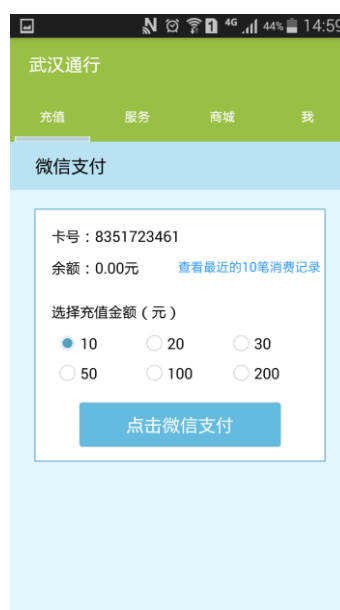 1 4G 44% 14:59
武汉通行
充值 服务 商城 我
微信支付
卡号：8351723461
余额：0.00元 查看最近的10笔消费记录
选择充值金额（元）
10 20 30
50 100 200
点击微信支付